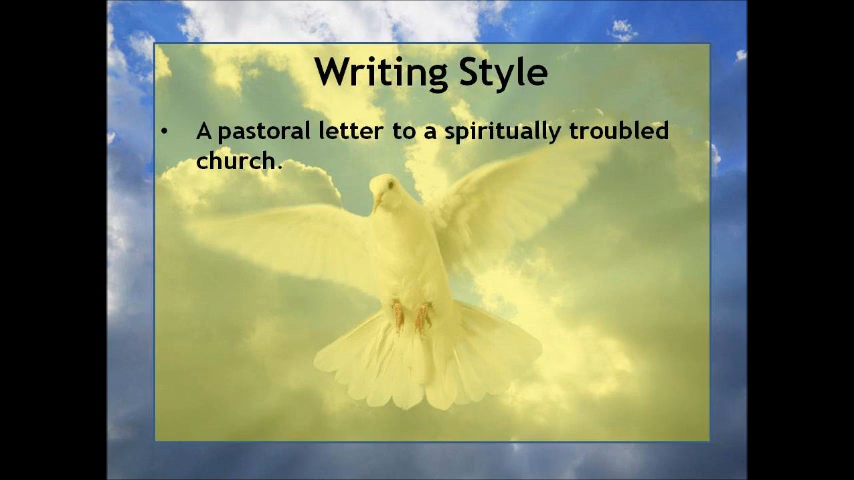 Writing Style
• A pastoral letter to a spiritually troubled
church.